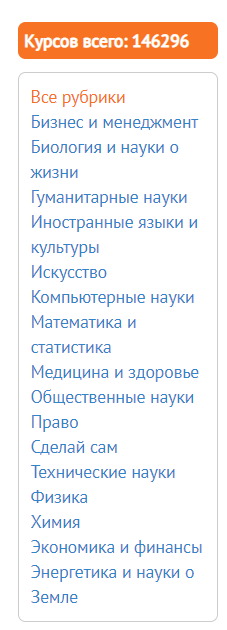 Курсов всего: 146296
Все рубрики
Бизнес и менеджмент
Биология и науки о
жизни
Гуманитарные науки
Иностранные языки и
культуры
Искусство
Компьютерные науки
Математика и
статистика
Медицина и здоровье
Общественные науки
Право
Сделай сам
Технические науки
Физика
Химия
Экономика и финансы
Энергетика и науки о
Земле